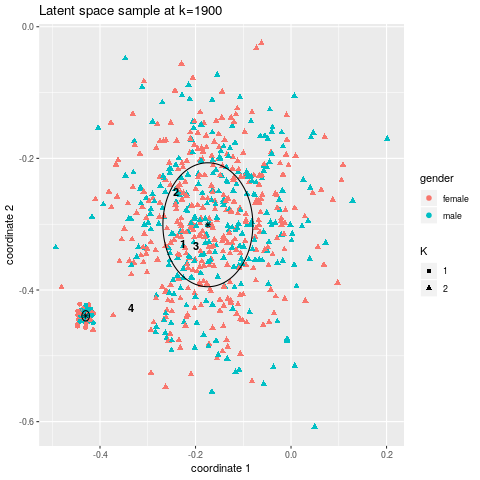 Latent space sample at k=1900
coordinate 2
0.0
-0.2
-0.4
-0.6
2
1
3
4
-0.4
-0.2
0.0
0.2
coordinate 1
gender
female
male
K
1
2